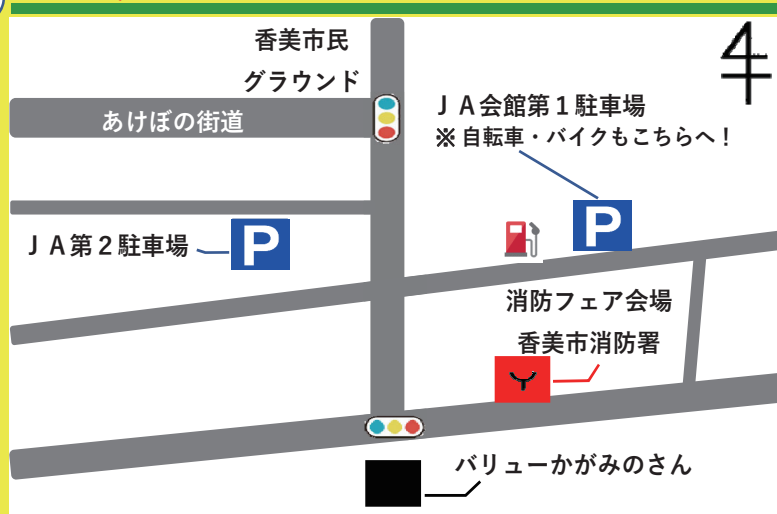 香美市民
グラウンド
あけぼの街道
ＪＡ会館第１駐車場
※自転車・バイクもこちらへ！
P
ＪＡ第２駐車場
P
消防フェア会場
香美市消防署
バリューかがみのさん